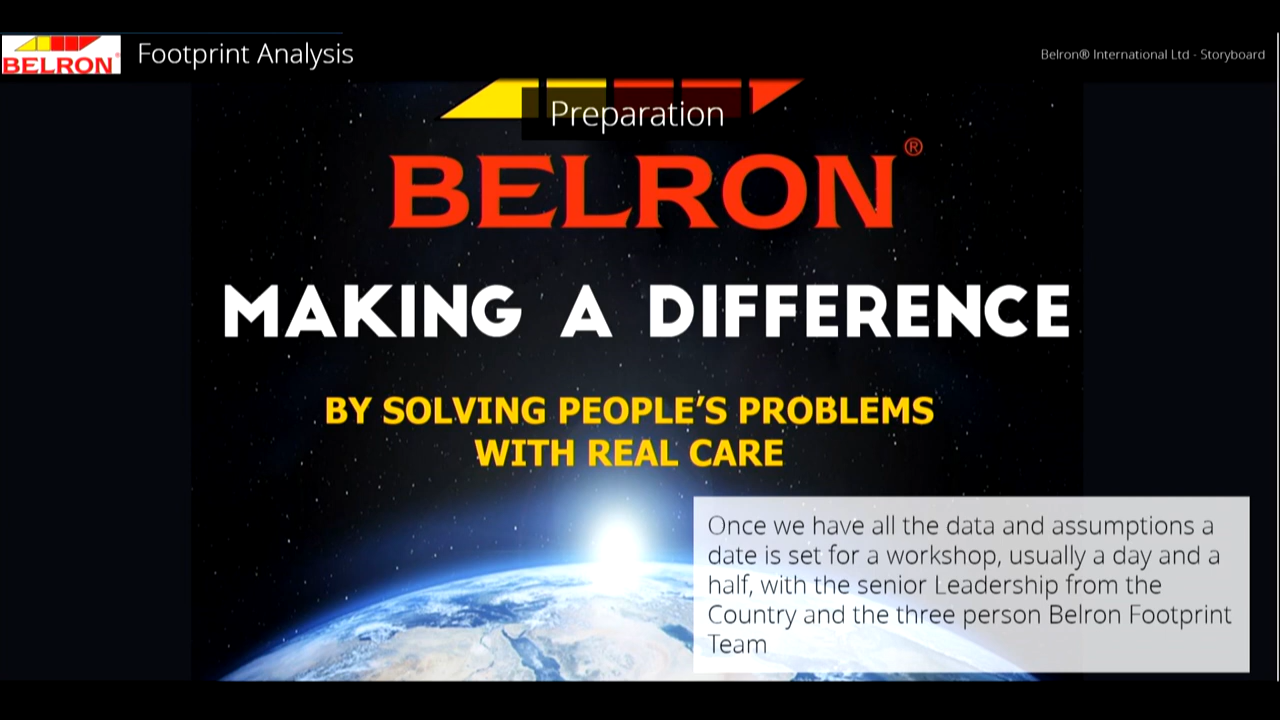 BELRON®
Footprint Analysis
Belron® International Ltd - Storyboard
Preparation
BELRON®
MAKING A DIFFERENCE
BY SOLVING PEOPLE'S PROBLEMS
WITH REAL CARE
Once we have all the data and assumptions a
date is set for a workshop, usually a day and a
half, with the senior Leadership from the
Country and the three person Belron Footprint
Team